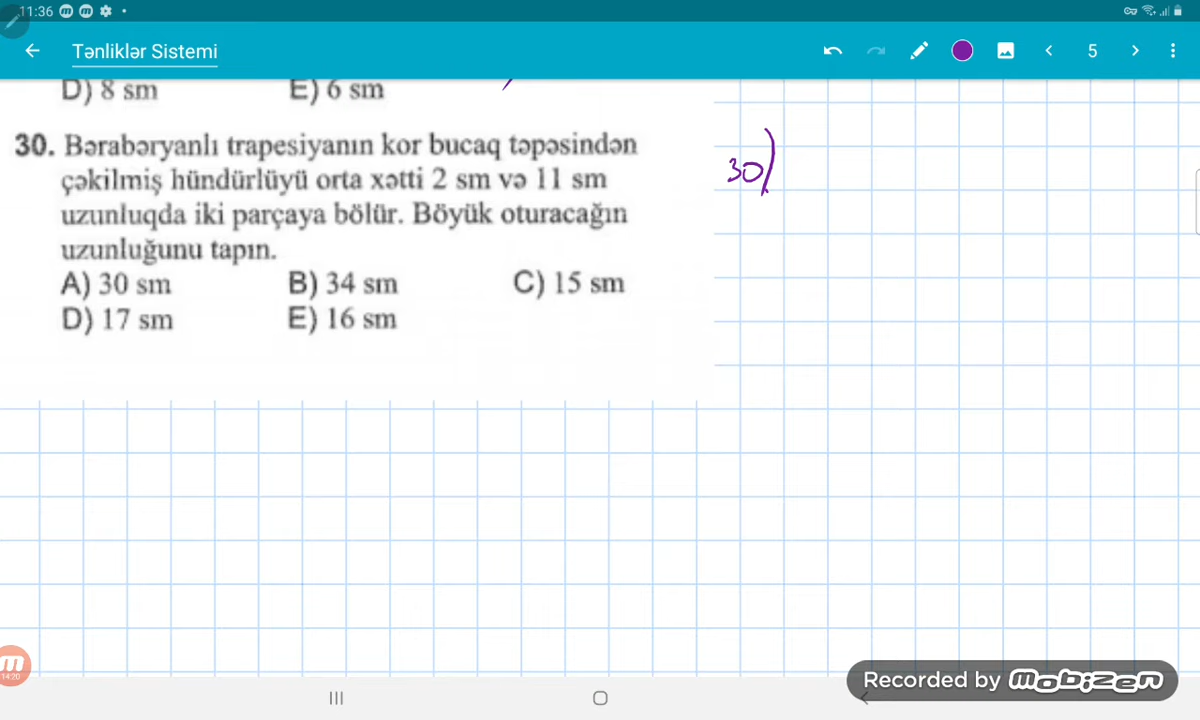 11:36
Tənliklər Sistemi
5
D) 8 sm E) 6 sm
30. Bərabəryanlı trapesiyanın kor bucaq təpəsindən
çəkilmiş hündürlüyü orta xətti 2 sm və 11 sm
uzunluqda iki parçaya bölür. Böyük oturacağın
uzunluğunu tapın.
A) 30 sm B) 34 sm C) 15 sm
D) 17 sm E) 16 sm
30)
14:20
Recorded by mobizen